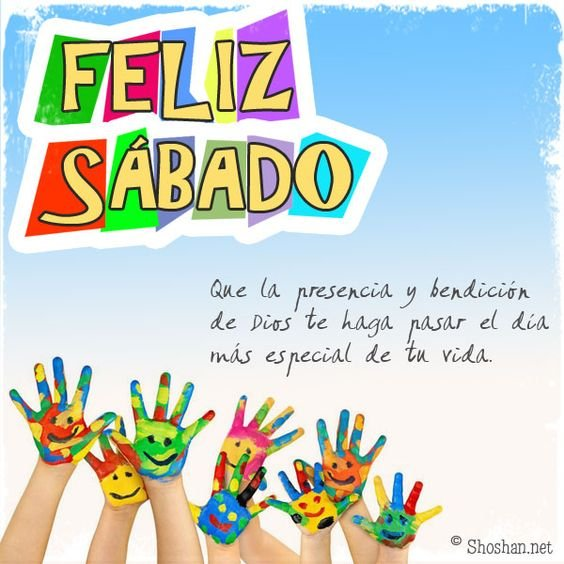 FELIZ
SÁBADO
Que la presencia y bendición
de Dios te haga pasar el día
más especial de tu vida.
© Shoshan.net